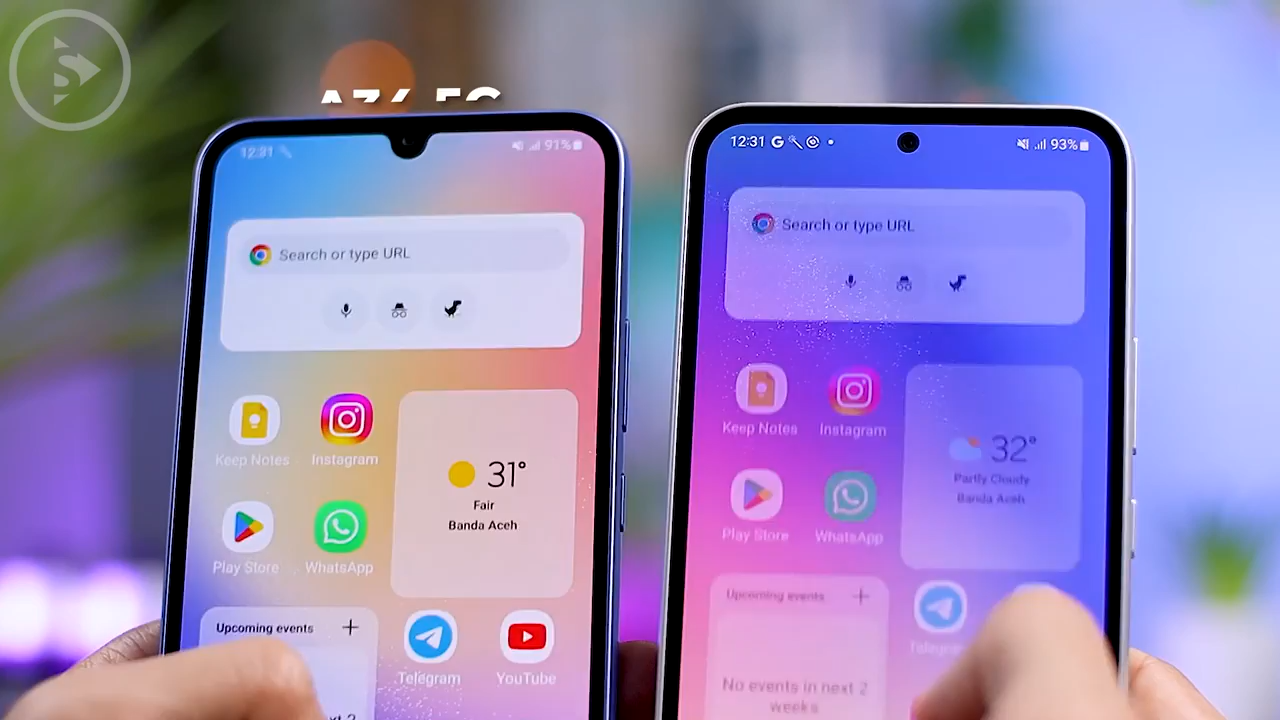 12:31
91%
Search or type URL
Keep Notes
Instagram
31°
Fair
Banda Aceh
Play Store
WhatsApp
Upcoming events +
Telegram
YouTube
12:31
93%
Search or type URL
Keep Notes
Instagram
32°
Partly Cloudy
Banda Aceh
Play Store
WhatsApp
Upcoming events +
Telegram
No events in next 2
weeks